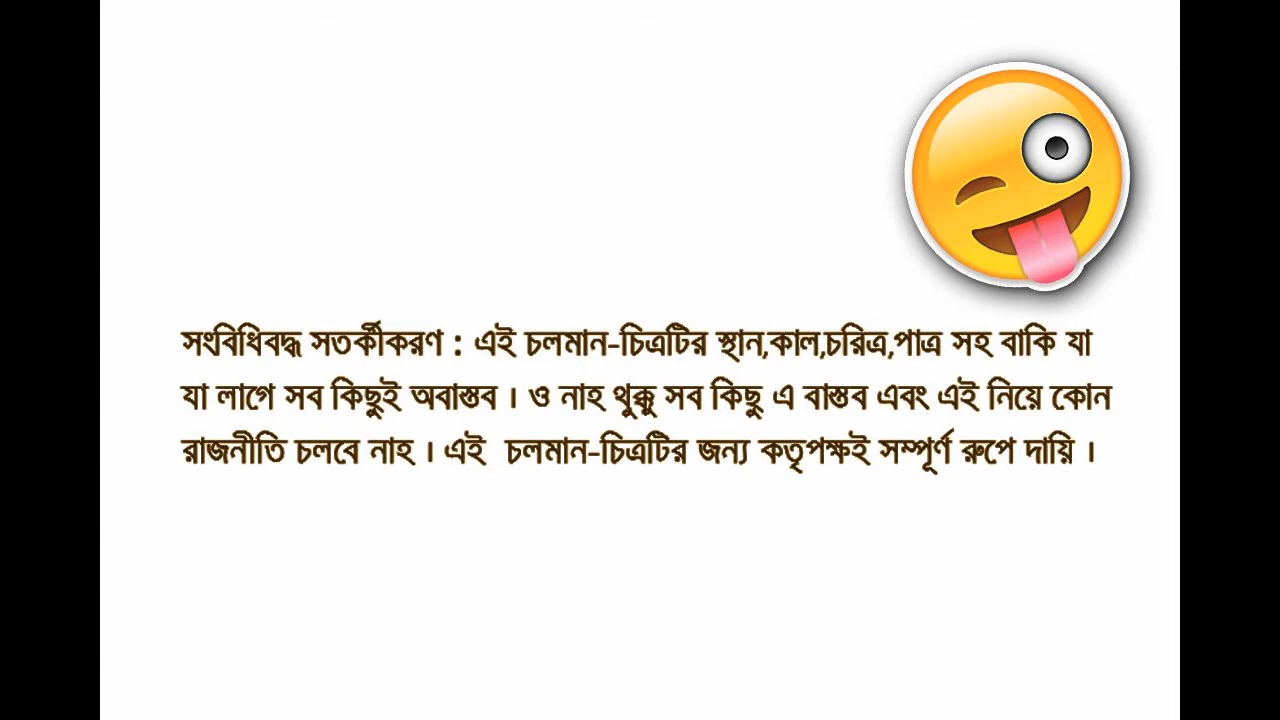 সংবিধিবদ্ধ সতর্কীকরণ : এই চলমান-চিত্রটির স্থান,কাল,চরিত্র,পাত্র সহ বাকি যা
যা লাগে সব কিছুই অবাস্তব । ও নাহ থুক্কু সব কিছু এ বাস্তব এবং এই নিয়ে কোন
রাজনীতি চলবে নাহ । এই চলমান-চিত্রটির জন্য কতৃপক্ষই সম্পূর্ণ রুপে দায়ি ।